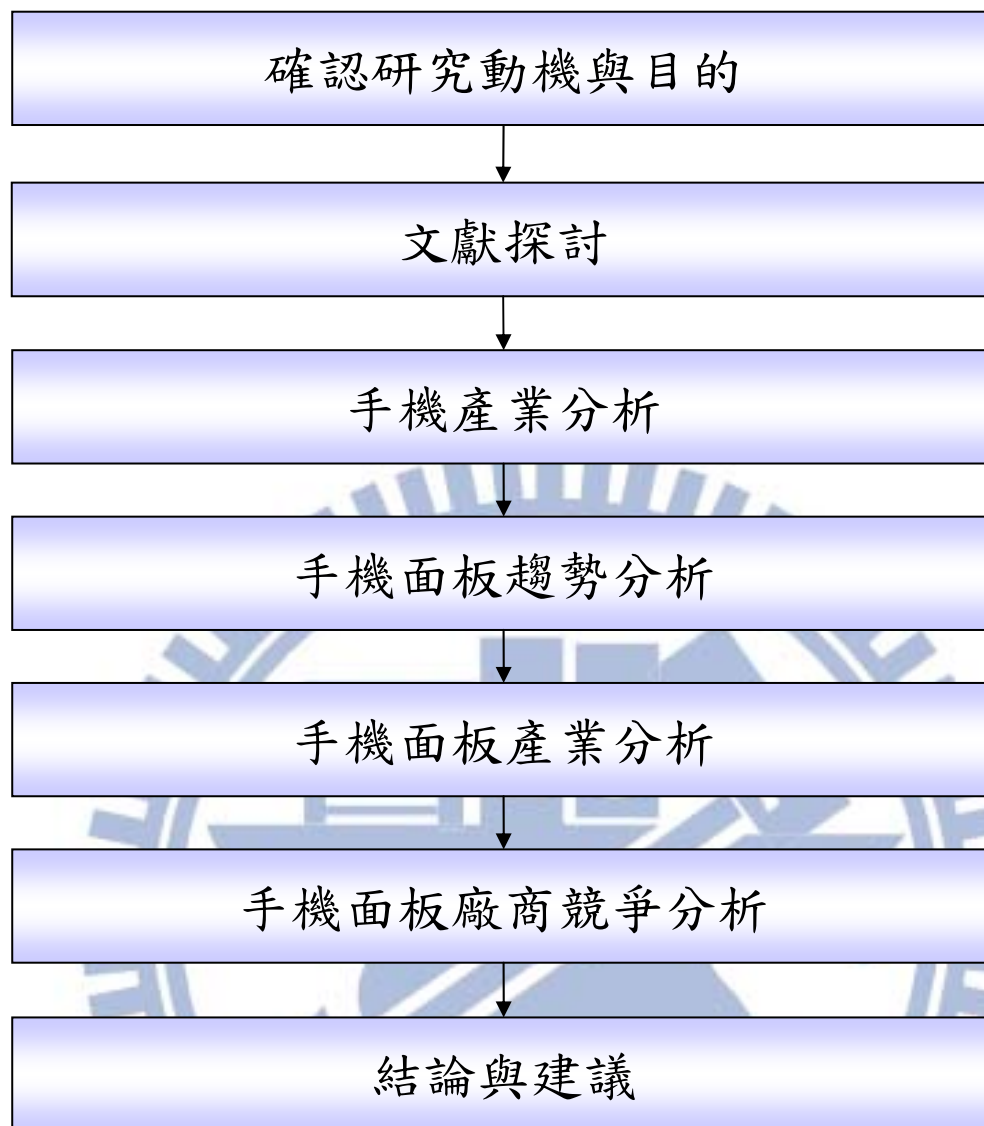 確認研究動機與目的
文獻探討
手機產業分析
手機面板趨勢分析
手機面板產業分析
手機面板廠商競爭分析
結論與建議